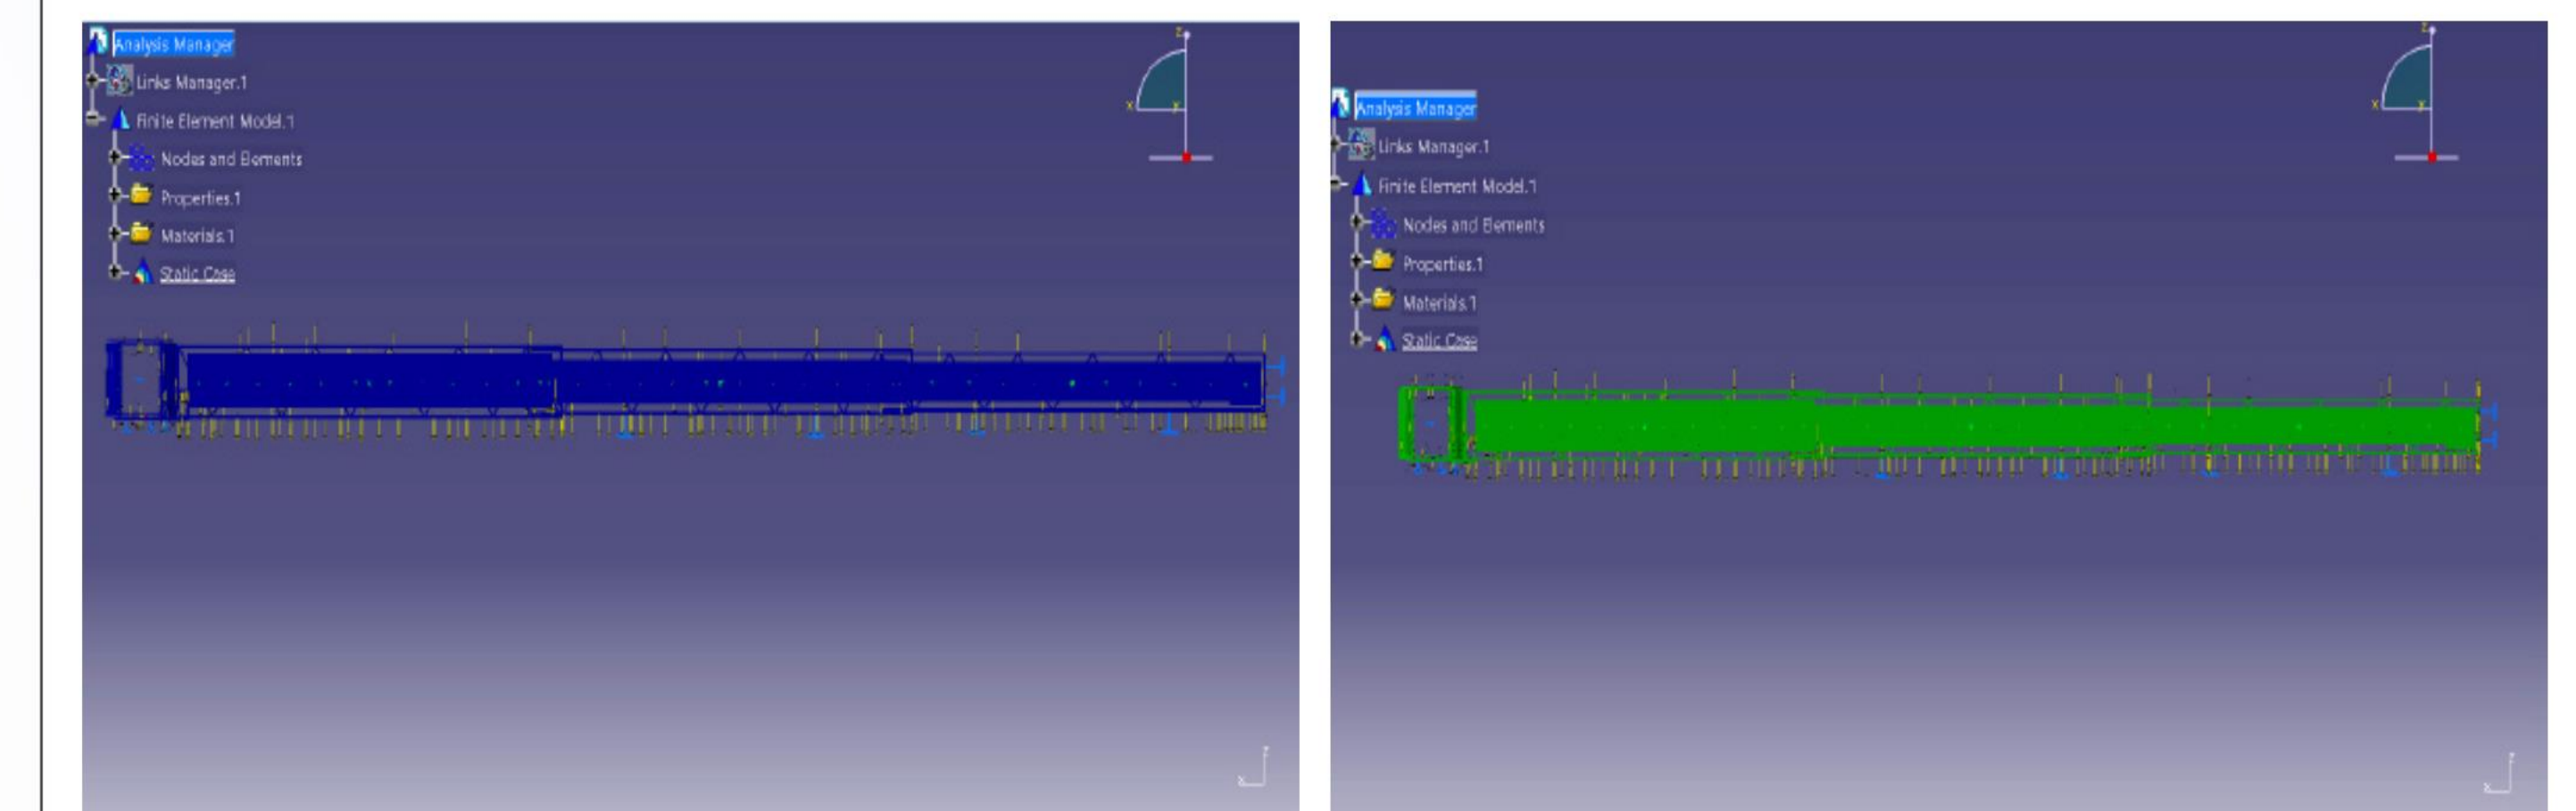 Analysis Manager
Links Manager.1
Finite Element Model.1
Nodes and Elements
Properties.1
Materials.1
Static Case
z
x
y
z
x
Analysis Manager
Links Manager.1
Finite Element Model.1
Nodes and Elements
Properties.1
Materials.1
Static Case
z
x
y
z
x